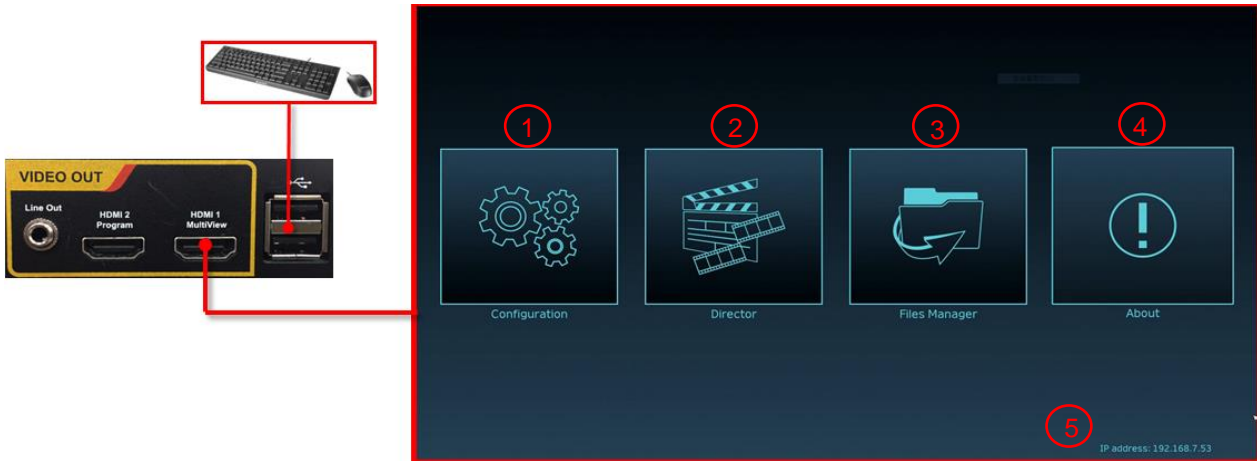 VIDEO OUT
Line Out
HDMI 2
Program
HDMI 1
MultiView
1
2
3
4
Configuration
Director
Files Manager
About
5
IP address: 192.168.7.53